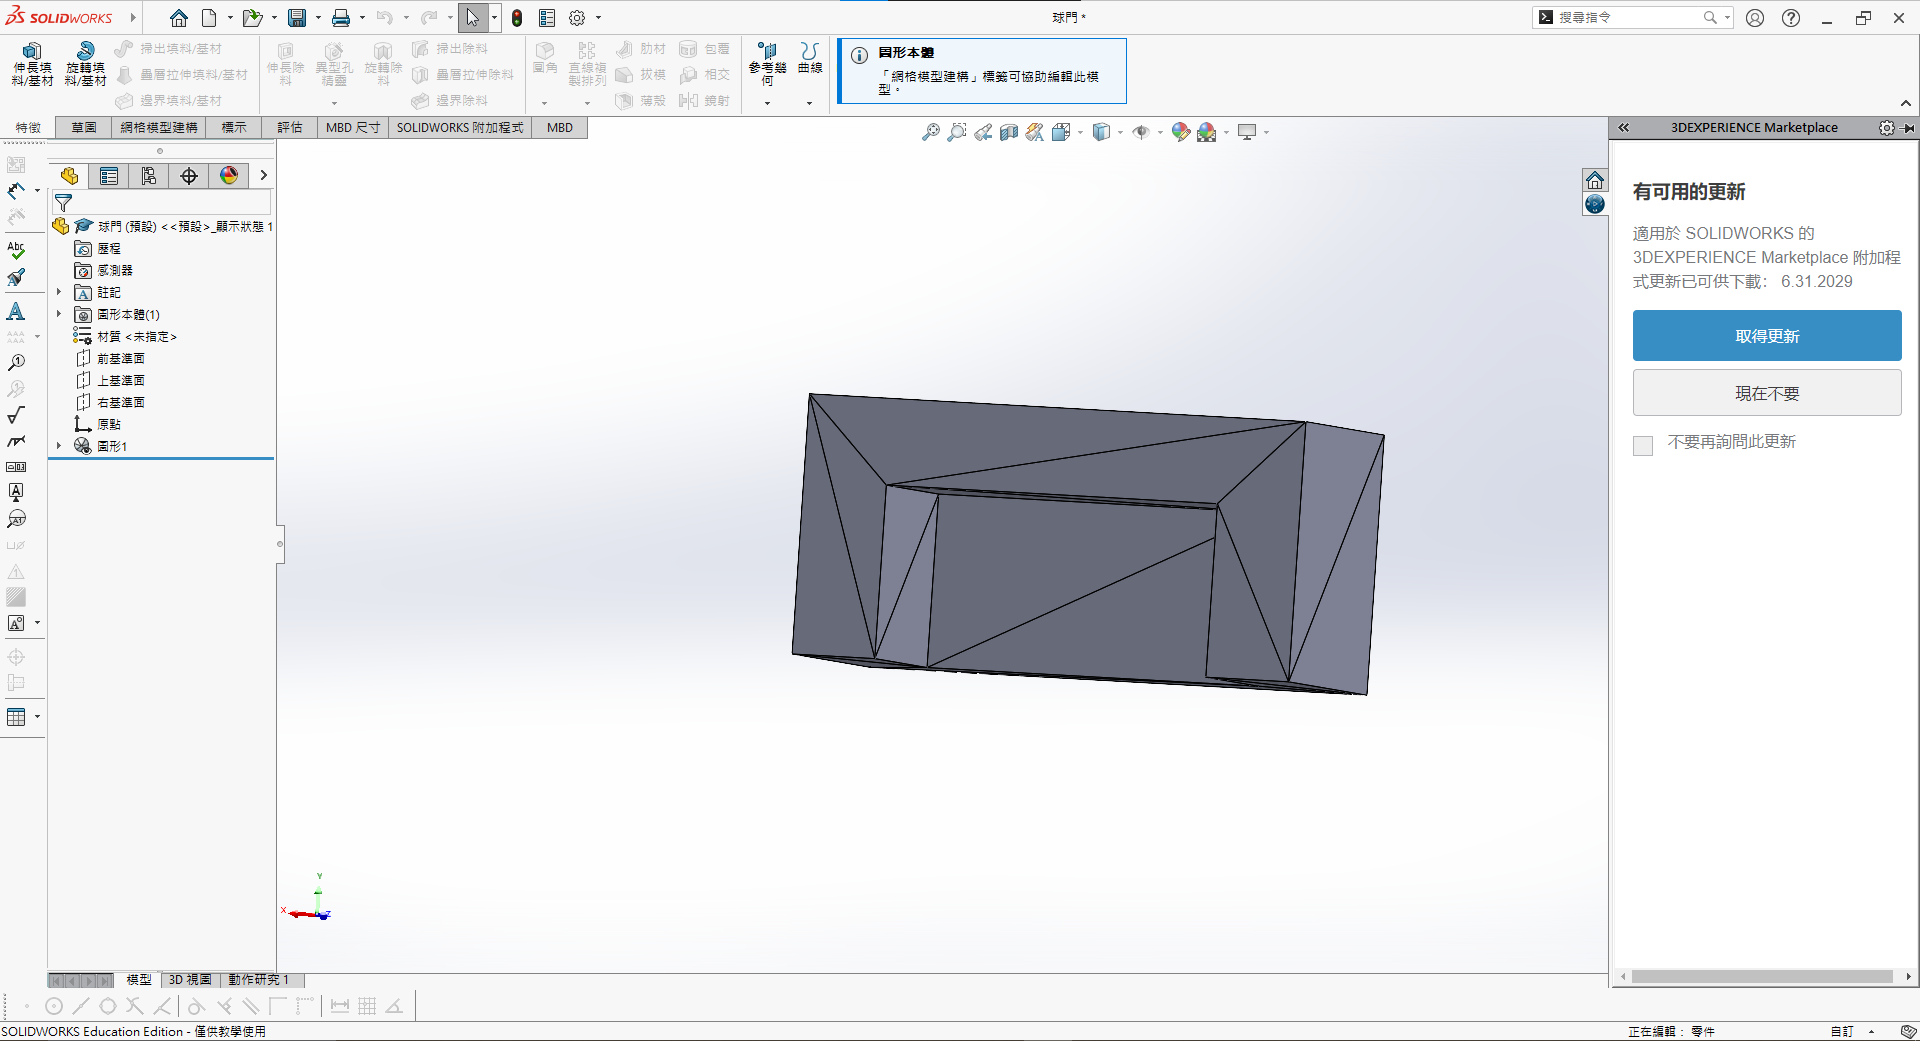 SOLIDWORKS
球門 *
搜尋指令
伸長填
料/基材
旋轉填
料/基材
掃出填料/基材
疊層拉伸填料/基材
邊界填料/基材
伸長除
料
異型孔
精靈
旋轉除
料
掃出除料
疊層拉伸除料
邊界除料
圓角
直線複
製排列
肋材
拔模
薄殼
包覆
相交
鏡射
參考幾
何
曲線
圖形本體
「網格模型建構」標籤可協助編輯此模
型。
特徵
草圖
網格模型建構
標示
評估
MBD 尺寸
SOLIDWORKS 附加程式
MBD
3DEXPERIENCE Marketplace
球門 (預設) <<預設>_顯示狀態 1
歷程
感測器
註記
圖形本體(1)
材質 <未指定>
前基準面
上基準面
右基準面
原點
圖形1
有可用的更新
適用於 SOLIDWORKS 的
3DEXPERIENCE Marketplace 附加程
式更新已可供下載： 6.31.2029
取得更新
現在不要
不要再詢問此更新
Y
X
Z
模型
3D 視圖
動作研究 1
SOLIDWORKS Education Edition - 僅供教學使用
正在編輯： 零件
自訂